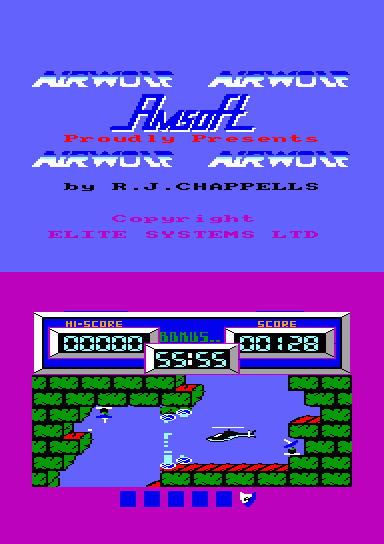 AIRWOLF AIRWOLF
Amsoft
Proudly Presents
AIRWOLF AIRWOLF
by R.J.CHAPPELLS
Copyright
ELITE SYSTEMS LTD
HI-SCORE BONUS.. SCORE
00000 55:55 00128